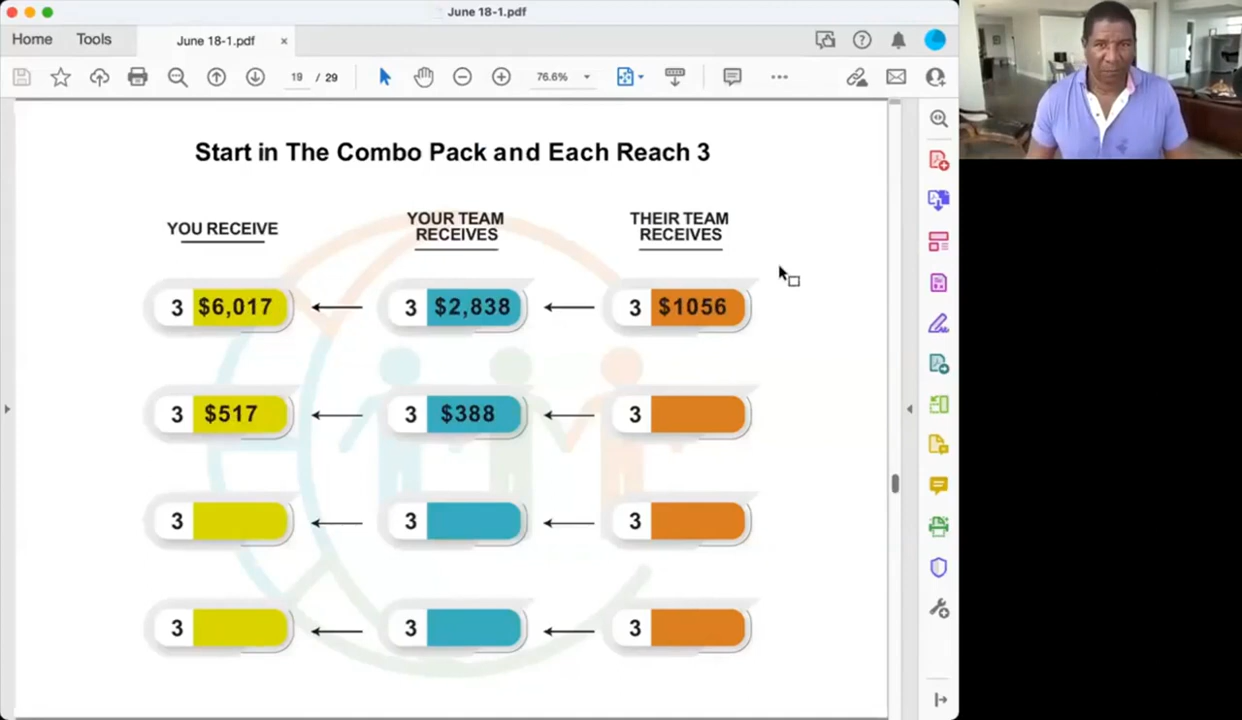 June 18-1.pdf
Home
Tools
June 18-1.pdf
19 / 29
76.6%
Start in The Combo Pack and Each Reach 3
YOU RECEIVE
YOUR TEAM
RECEIVES
THEIR TEAM
RECEIVES
3 $6,017
3 $2,838
3 $1056
3 $517
3 $388
3
3
3
3
3
3
3